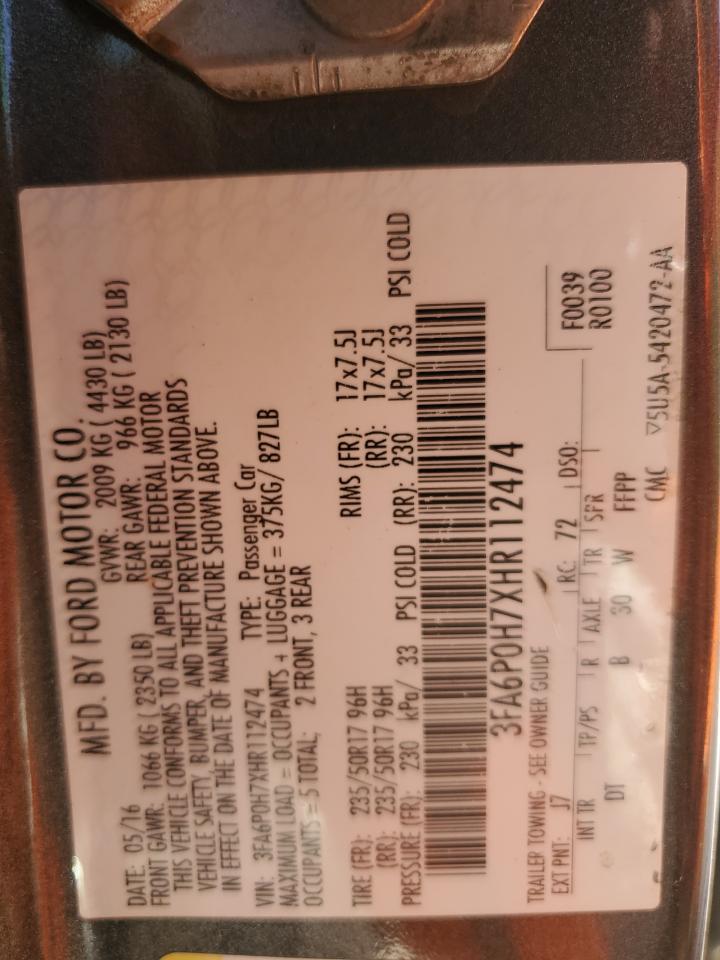 MFD. BY FORD MOTOR CO.
DATE: 05/16 GVWR: 2009 KG ( 4430 LB)
FRONT GAWR: 1066 KG ( 2350 LB) REAR GAWR: 966 KG ( 2130 LB)
THIS VEHICLE CONFORMS TO ALL APPLICABLE FEDERAL MOTOR
VEHICLE SAFETY, BUMPER, AND THEFT PREVENTION STANDARDS
IN EFFECT ON THE DATE OF MANUFACTURE SHOWN ABOVE.
VIN: 3FA6P0H7XHR112474 TYPE: Passenger Car
MAXIMUM LOAD = OCCUPANTS + LUGGAGE = 375KG/ 827LB
OCCUPANTS = 5 TOTAL; 2 FRONT, 3 REAR
TIRE (FR): 235/50R17 96H RIMS (FR): 17x7.5J
(RR): 235/50R17 96H (RR): 17x7.5J
PRESSURE (FR): 230 kPa/ 33 PSI COLD (RR): 230 kPa/ 33 PSI COLD
3FA6P0H7XHR112474
TRAILER TOWING - SEE OWNER GUIDE
EXT PNT: J7 RC: 72 DSO: F0039
R0100
INT TR TP/PS R AXLE TR SPR
DT B 30 W FFPP
CMC ▽5U5A-5420472-AA